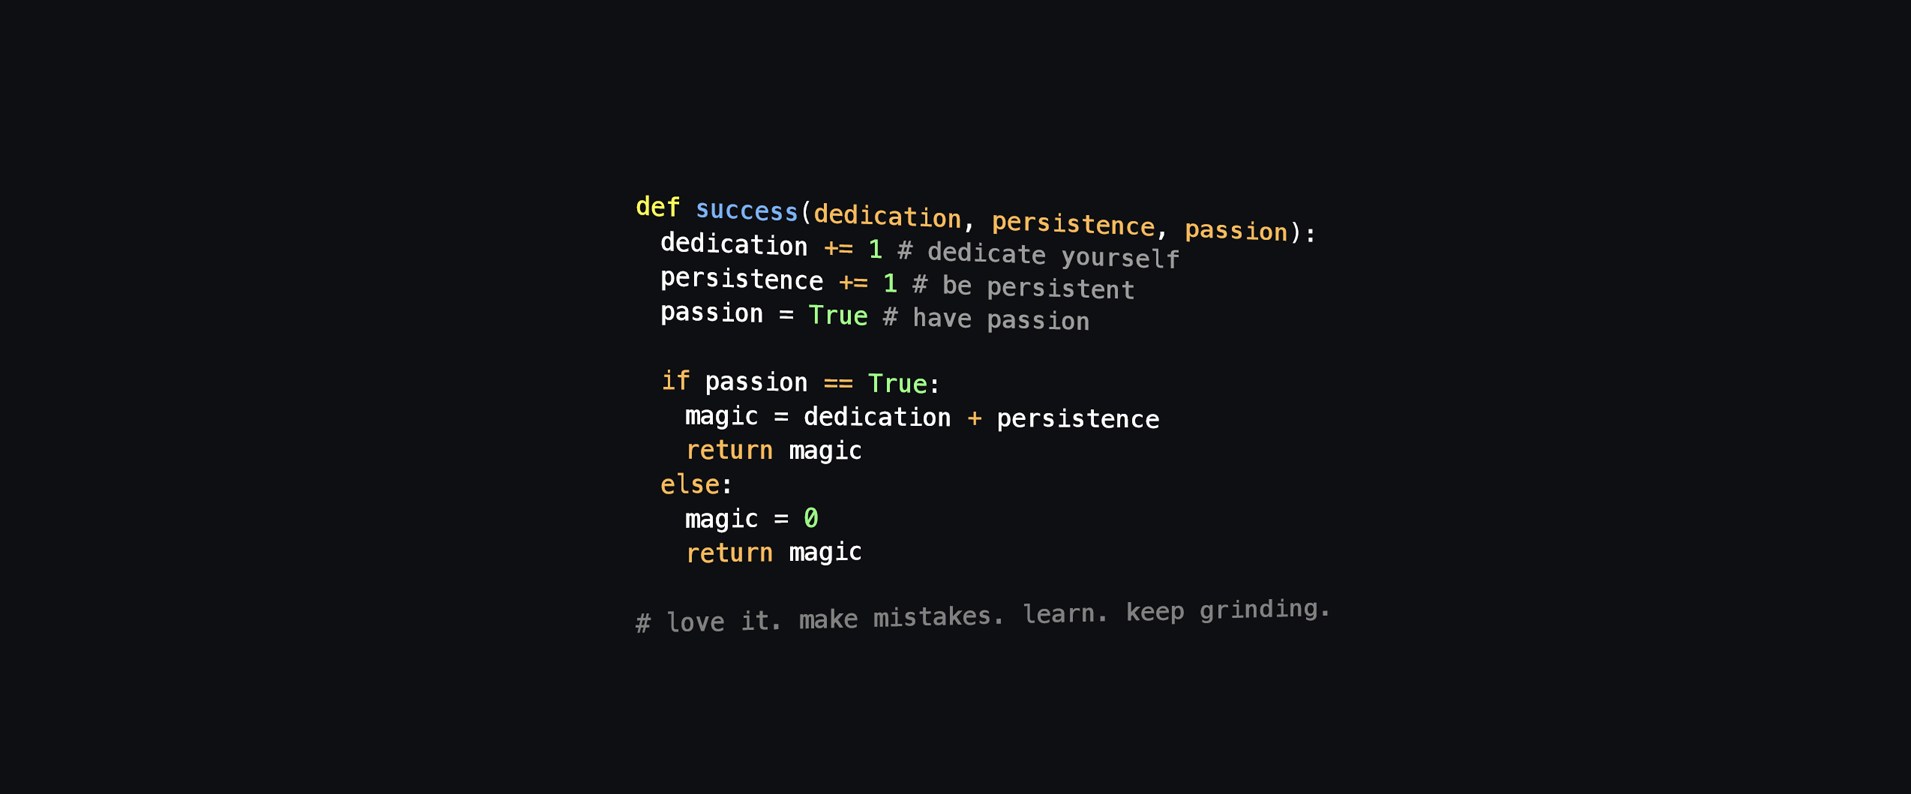 def success(dedication, persistence, passion):
  dedication += 1 # dedicate yourself
  persistence += 1 # be persistent
  passion = True # have passion

  if passion == True:
    magic = dedication + persistence
    return magic
  else:
    magic = 0
    return magic

# love it. make mistakes. learn. keep grinding.